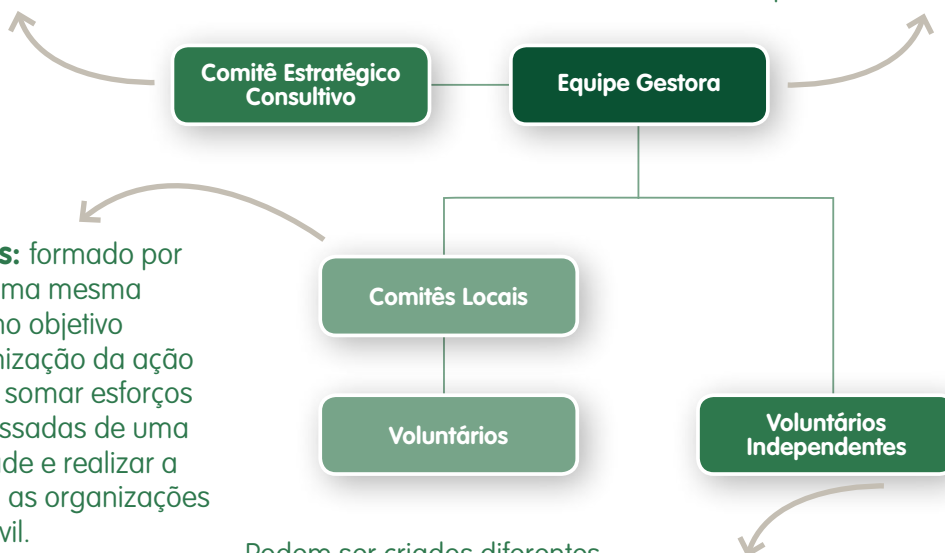 Comitê Estratégico
Consultivo
Equipe Gestora
Comitês Locais
Voluntários
Voluntários
Independentes
s: formado por
ma mesma
no objetivo
nização da ação
somar esforços
ssadas de uma
de e realizar a
as organizações
vil.
Podem ser criados diferentes